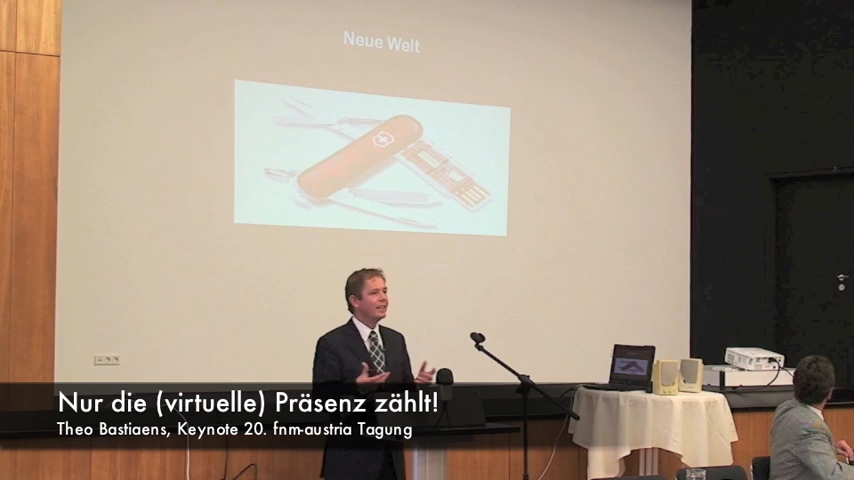 Neue Welt
Nur die (virtuelle) Präsenz zählt!
Theo Bastiaens, Keynote 20. fnm-austria Tagung